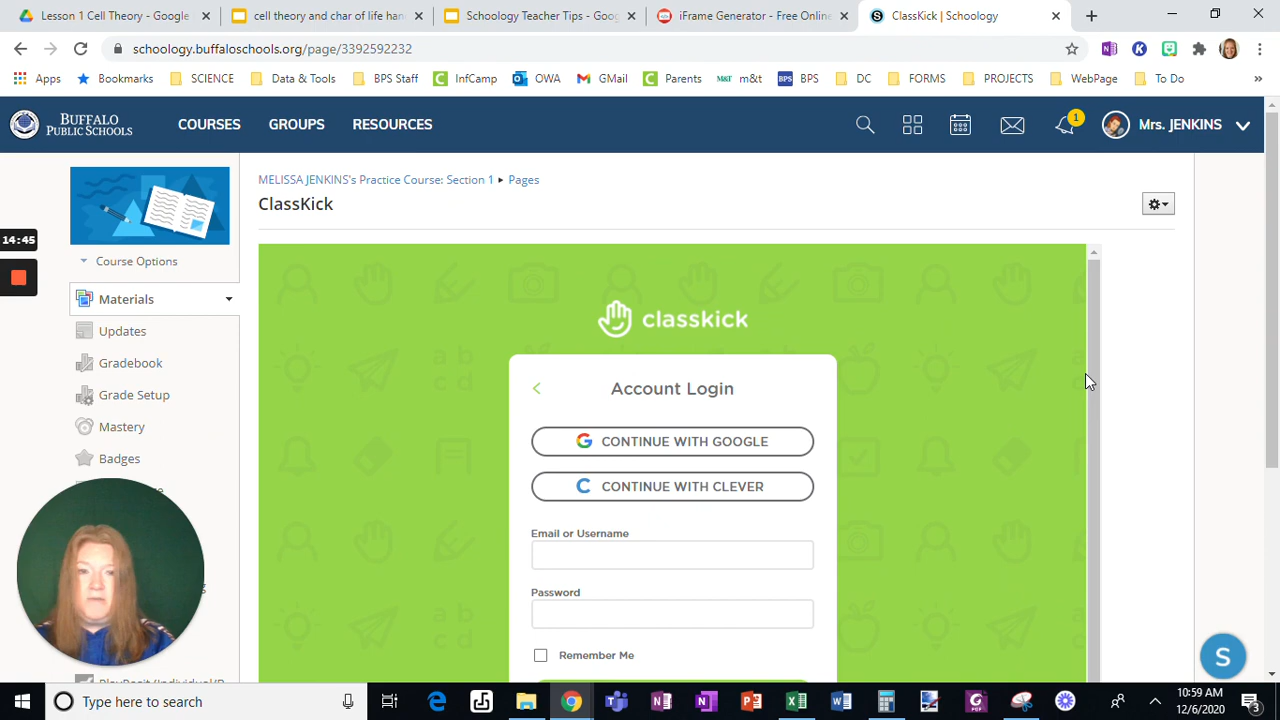 Lesson 1 Cell Theory - Google
cell theory and char of life han
Schoology Teacher Tips - Goog
iFrame Generator - Free Online
ClassKick | Schoology
schoology.buffaloschools.org/page/3392592232
Apps Bookmarks SCIENCE Data & Tools BPS Staff InfCamp OWA GMail Parents m&t BPS DC FORMS PROJECTS WebPage To Do »
BUFFALO PUBLIC SCHOOLS
COURSES GROUPS RESOURCES
1
Mrs. JENKINS
MELISSA JENKINS's Practice Course: Section 1 ▸ Pages
ClassKick
14:45
Course Options
Materials
Updates
Gradebook
Grade Setup
Mastery
Badges
classkick
Account Login
CONTINUE WITH GOOGLE
CONTINUE WITH CLEVER
Email or Username
Password
Remember Me
S
Type here to search
10:59 AM
12/6/2020
3